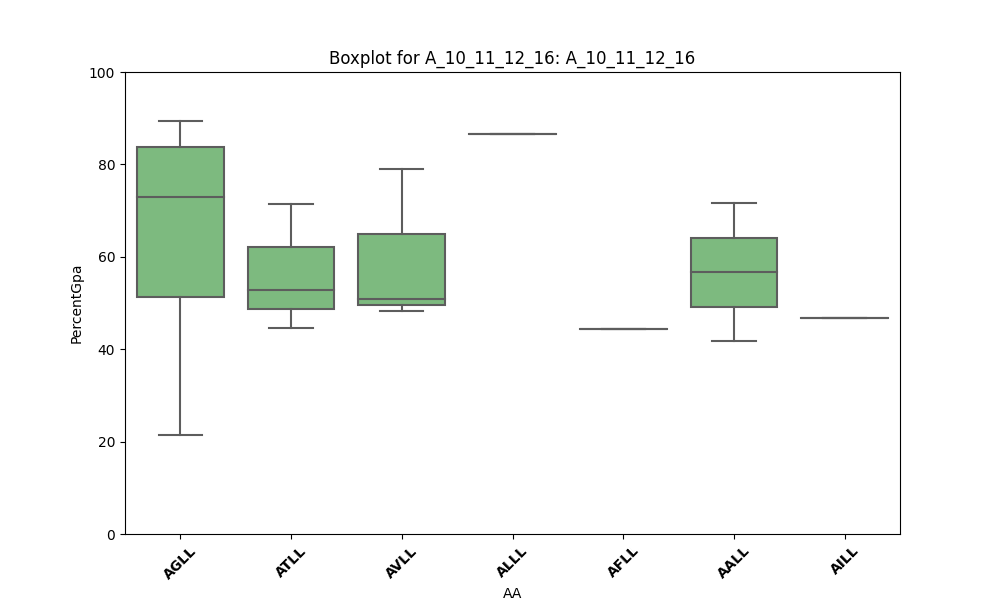 Boxplot for A_10_11_12_16: A_10_11_12_16
100
80
60
40
20
0
PercentGpa
AGLL
ATLL
AVLL
ALLL
AFLL
AALL
AILL
AA